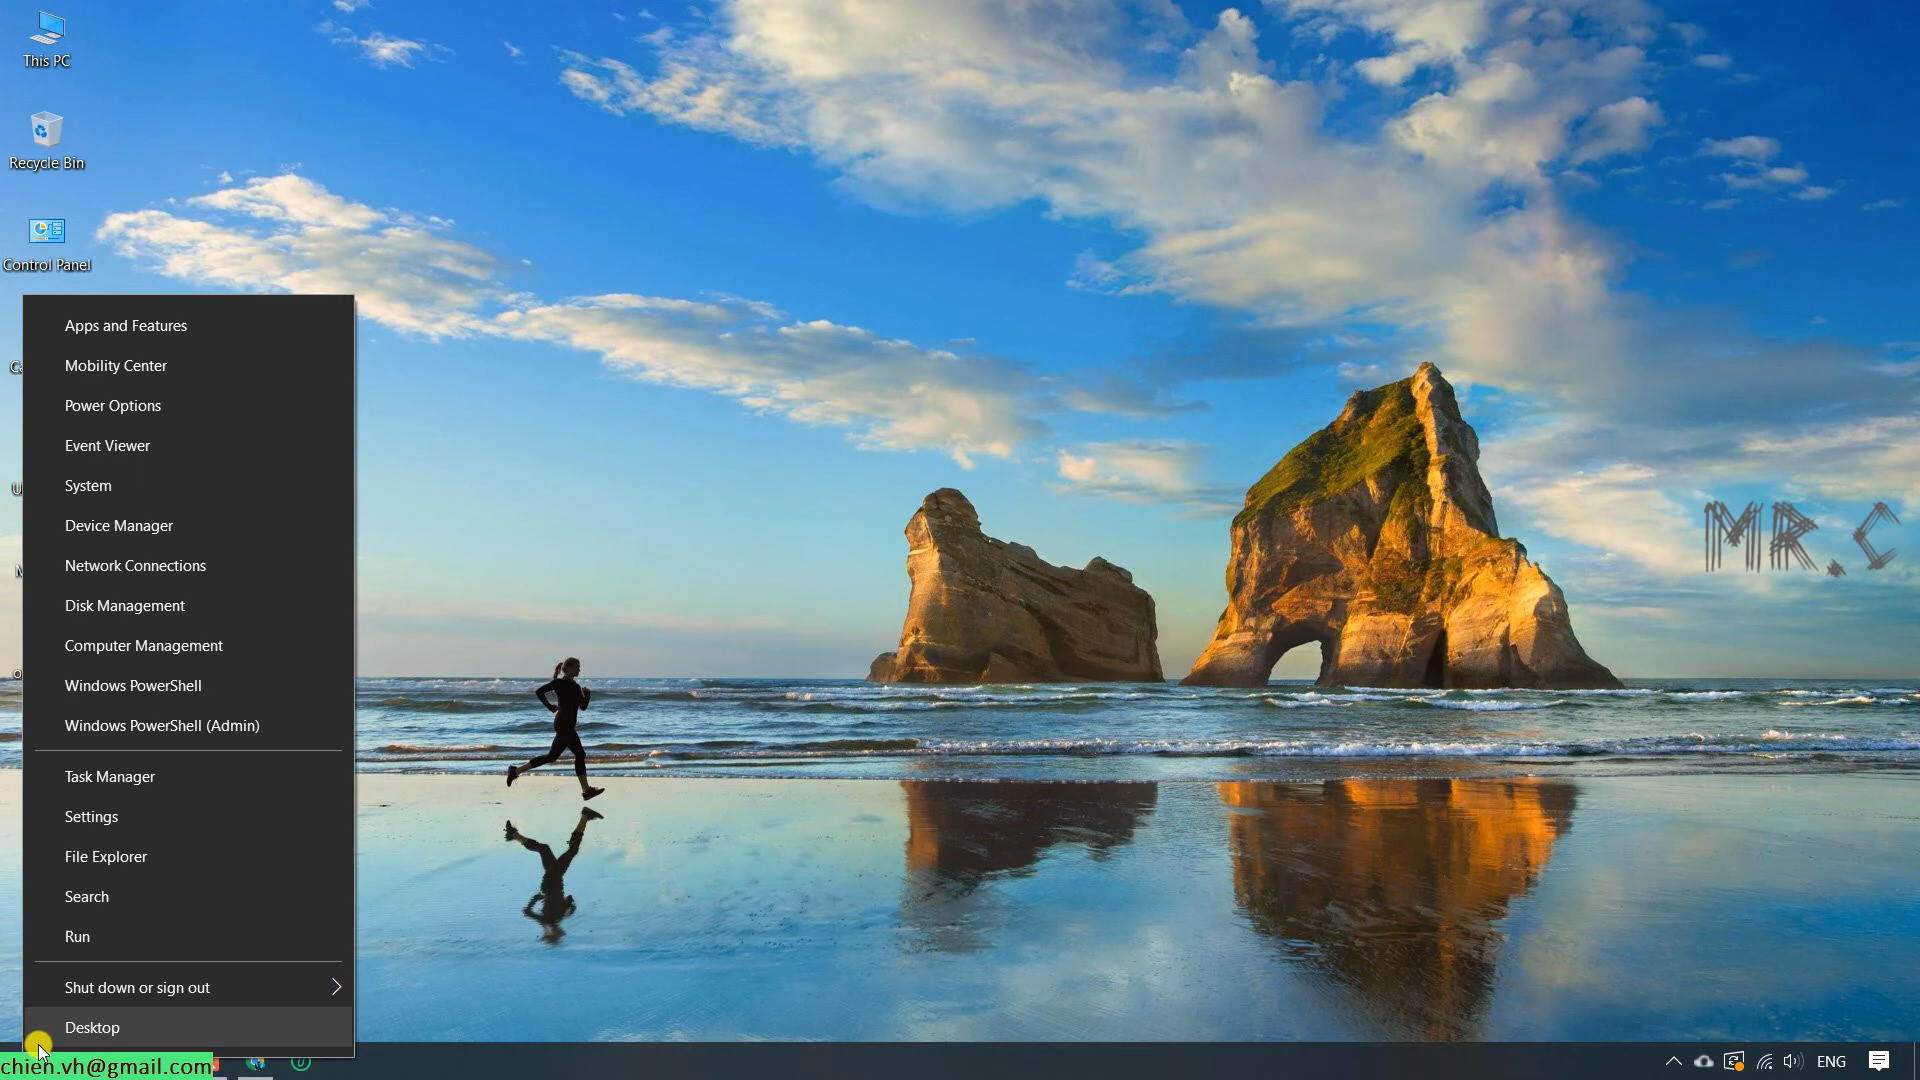 This PC
Recycle Bin
Control Panel
Apps and Features
Mobility Center
Power Options
Event Viewer
System
Device Manager
Network Connections
Disk Management
Computer Management
Windows PowerShell
Windows PowerShell (Admin)
Task Manager
Settings
File Explorer
Search
Run
Shut down or sign out
Desktop
MR.C
chien.vh@gmail.com
ENG